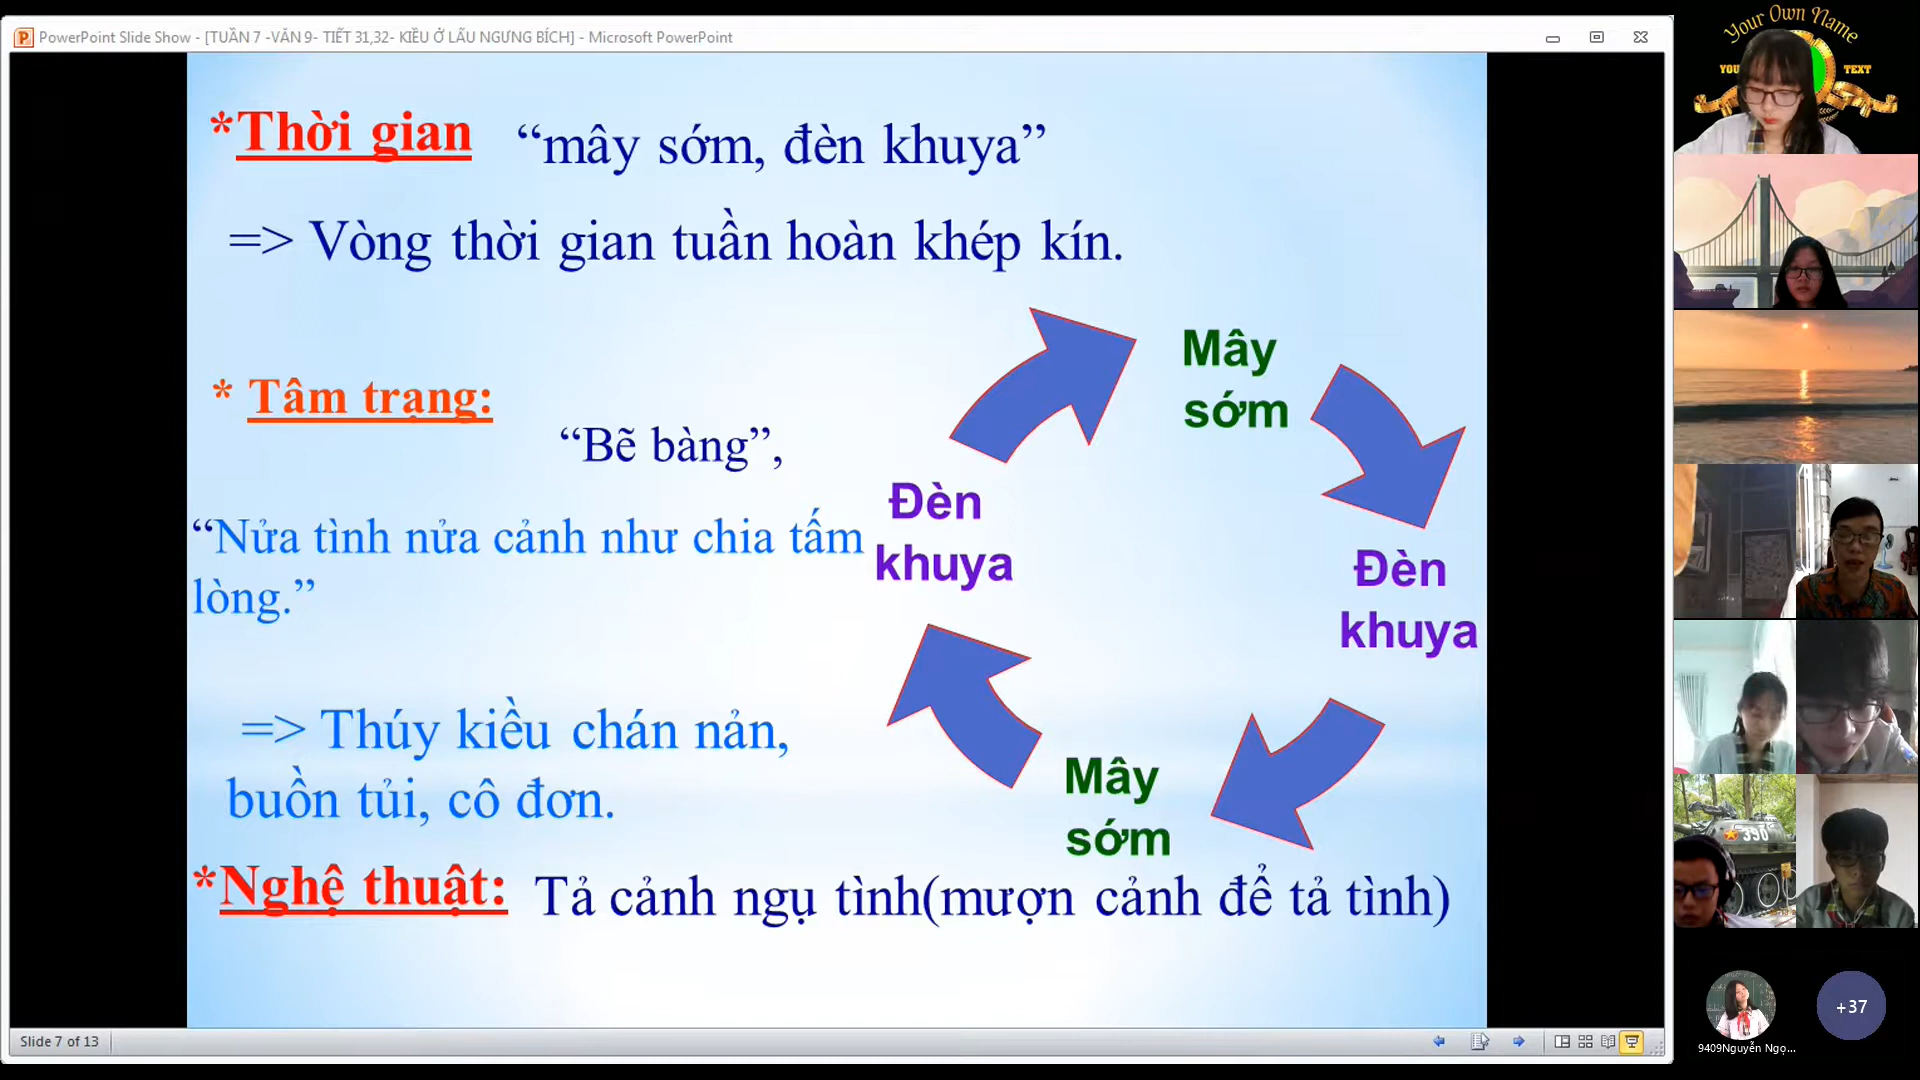 PowerPoint Slide Show - [TUẦN 7 -VĂN 9- TIẾT 31,32- KIỀU Ở LẦU NGƯNG BÍCH] - Microsoft PowerPoint
*Thời gian “mây sớm, đèn khuya”
=> Vòng thời gian tuần hoàn khép kín.
* Tâm trạng:
“Bẽ bàng”,
“Nửa tình nửa cảnh như chia tấm
lòng.”
=> Thúy kiều chán nản,
buồn tủi, cô đơn.
Mây
sớm
Đèn
khuya
Mây
sớm
Đèn
khuya
*Nghệ thuật: Tả cảnh ngụ tình(mượn cảnh để tả tình)
Slide 7 of 13
Your Own Name
YOU TEXT
390
+37
9409Nguyễn Ngọ...